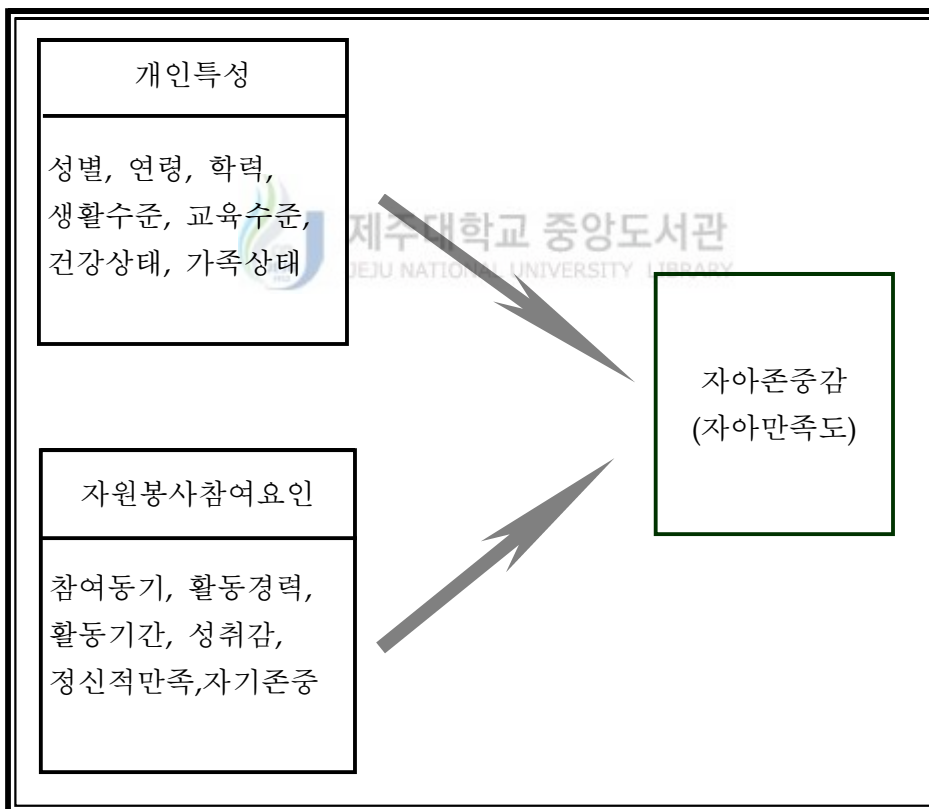 개인특성
성별, 연령, 학력,
생활수준, 교육수준,
건강상태, 가족상태
제주대학교 중앙도서관
JEJU NATIONAL UNIVERSITY LIBRARY
자아존중감
(자아만족도)
자원봉사참여요인
참여동기, 활동경력,
활동기간, 성취감,
정신적만족,자기존중